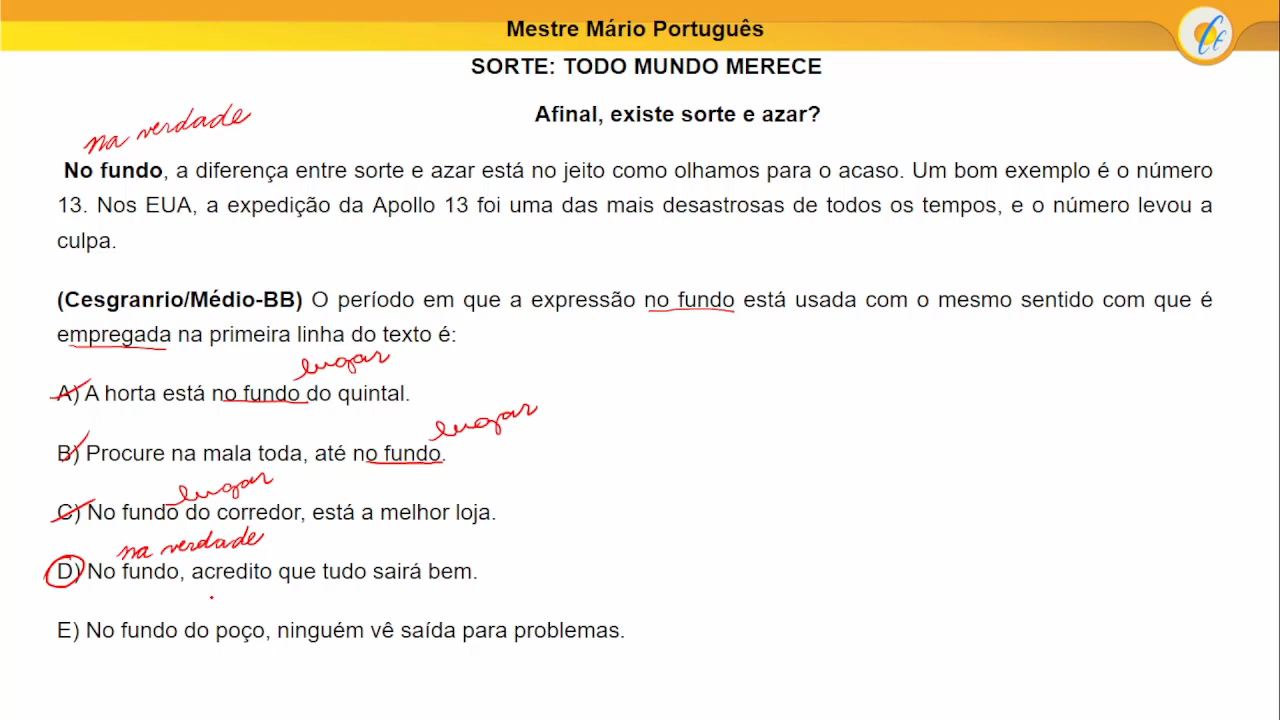 Mestre Mário Português
SORTE: TODO MUNDO MERECE
Afinal, existe sorte e azar?
na verdade
No fundo, a diferença entre sorte e azar está no jeito como olhamos para o acaso. Um bom exemplo é o número
13. Nos EUA, a expedição da Apollo 13 foi uma das mais desastrosas de todos os tempos, e o número levou a
culpa.
(Cesgranrio/Médio-BB) O período em que a expressão no fundo está usada com o mesmo sentido com que é
empregada na primeira linha do texto é:
lugar
A) A horta está no fundo do quintal.
lugar
B) Procure na mala toda, até no fundo.
lugar
C) No fundo do corredor, está a melhor loja.
na verdade
D) No fundo, acredito que tudo sairá bem.
E) No fundo do poço, ninguém vê saída para problemas.